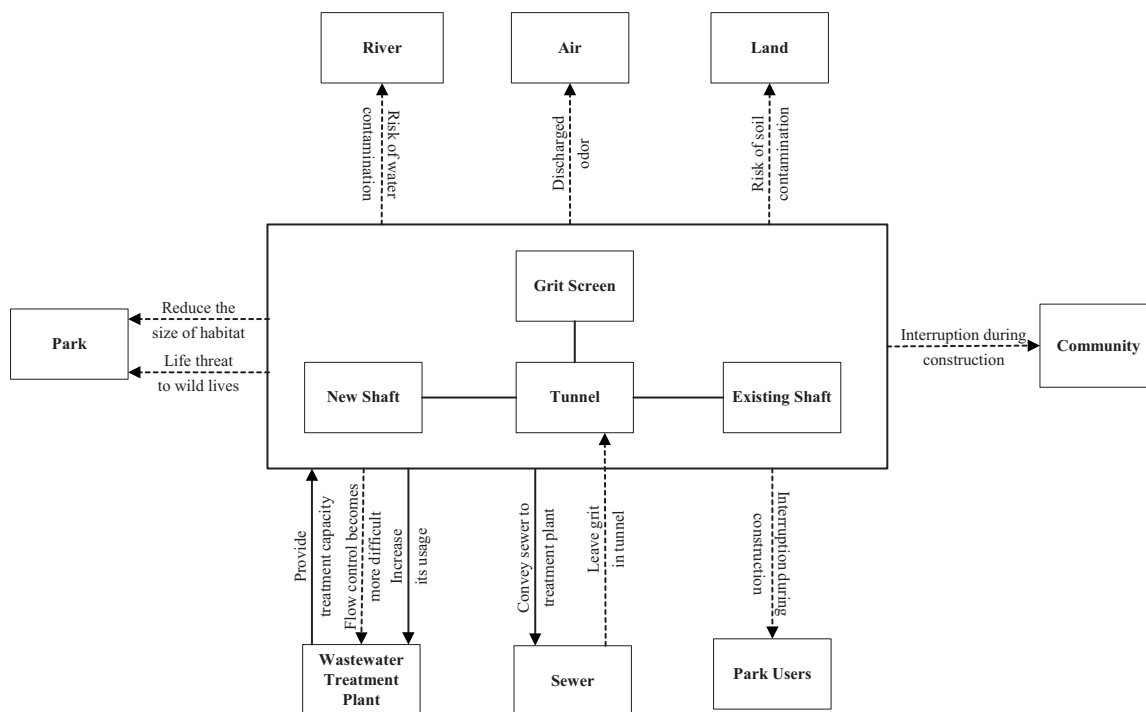 River
Air
Land
Risk of water
contamination
Discharged
odor
Risk of soil
contamination
Grit Screen
Park
Reduce the
size of habitat
Life threat
to wild lives
New Shaft
Tunnel
Existing Shaft
Interruption during
construction
Community
Provide
treatment capacity
Flow control becomes
more difficult
Increase
its usage
Convey sewer to
treatment plant
Leave grit
in tunnel
Interruption during
construction
Wastewater
Treatment
Plant
Sewer
Park Users